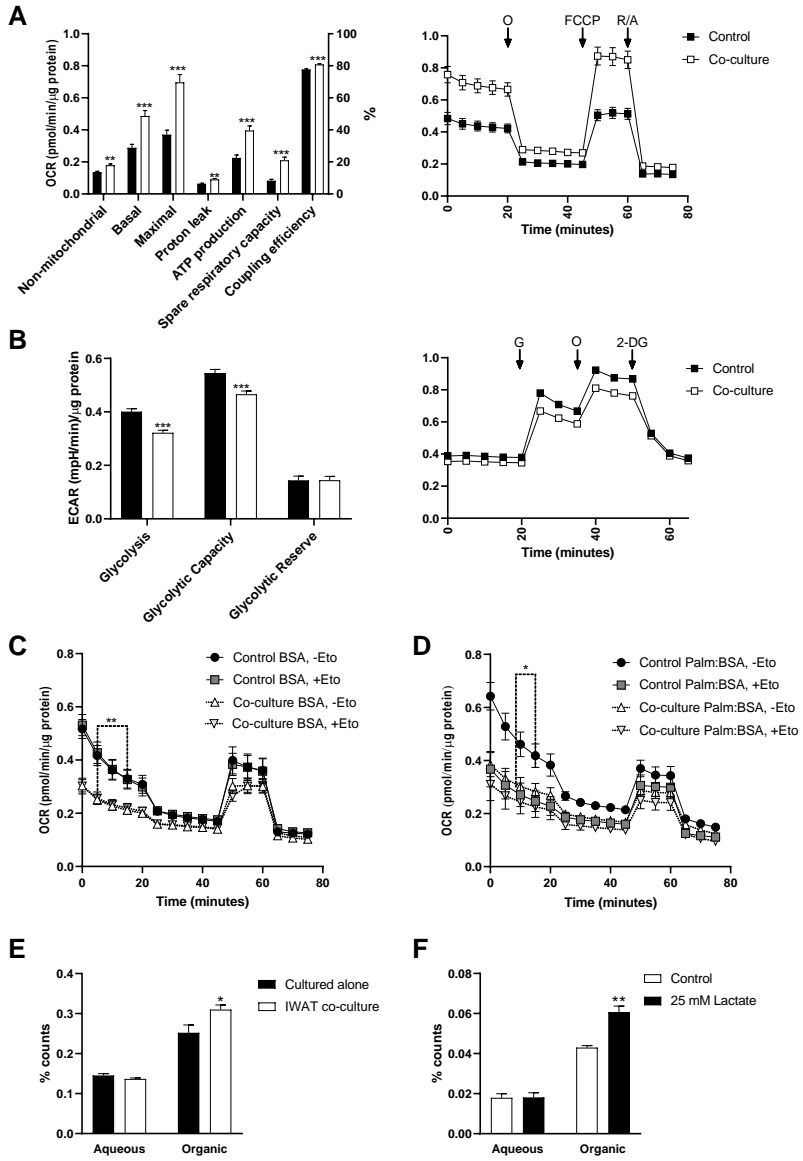 A
OCR (pmol/min/μg protein)
1.0
0.8
0.6
0.4
0.2
0.0
100
80
60
40
20
0
%
**
***
***
**
***
***
***
Non-mitochondrial
Basal
Maximal
Proton leak
ATP production
Spare respiratory capacity
Coupling efficiency
O
FCCP
R/A
Control
Co-culture
1.0
0.8
0.6
0.4
0.2
0.0
0
20
40
60
80
Time (minutes)
B
ECAR (mpH/min)/μg protein
0.6
0.4
0.2
0.0
***
***
Glycolysis
Glycolytic Capacity
Glycolytic Reserve
G
O
2-DG
Control
Co-culture
1.0
0.8
0.6
0.4
0.2
0.0
0
20
40
60
Time (minutes)
C
OCR (pmol/min/μg protein)
0.8
0.6
0.4
0.2
0.0
**
Control BSA, -Eto
Control BSA, +Eto
Co-culture BSA, -Eto
Co-culture BSA, +Eto
0
20
40
60
80
Time (minutes)
D
OCR (pmol/min/μg protein)
0.8
0.6
0.4
0.2
0.0
*
Control Palm:BSA, -Eto
Control Palm:BSA, +Eto
Co-culture Palm:BSA, -Eto
Co-culture Palm:BSA, +Eto
0
20
40
60
80
Time (minutes)
E
% counts
0.4
0.3
0.2
0.1
0.0
*
Cultured alone
IWAT co-culture
Aqueous
Organic
F
% counts
0.08
0.06
0.04
0.02
0.00
**
Control
25 mM Lactate
Aqueous
Organic